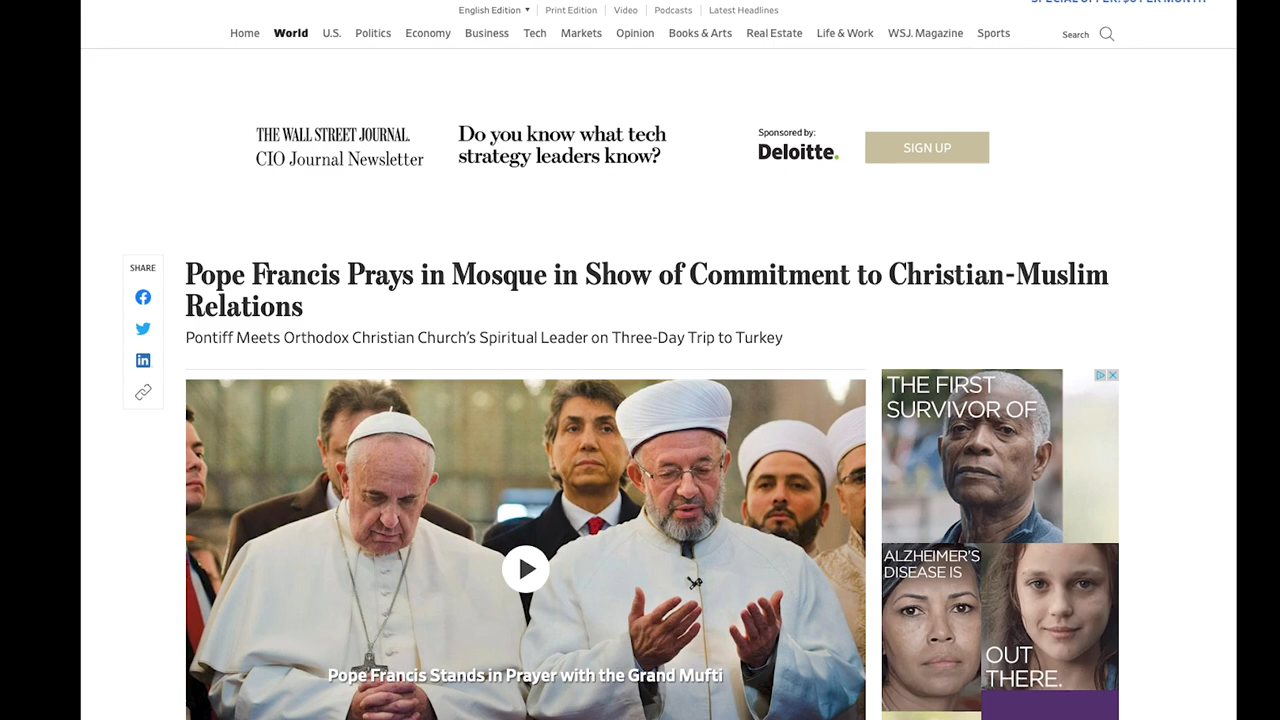 English Edition
Print Edition
Video
Podcasts
Latest Headlines
Home
World
U.S.
Politics
Economy
Business
Tech
Markets
Opinion
Books & Arts
Real Estate
Life & Work
WSJ. Magazine
Sports
Search
THE WALL STREET JOURNAL.
CIO Journal Newsletter
Do you know what tech
strategy leaders know?
Sponsored by:
Deloitte.
SIGN UP
SHARE
Pope Francis Prays in Mosque in Show of Commitment to Christian-Muslim
Relations
Pontiff Meets Orthodox Christian Church's Spiritual Leader on Three-Day Trip to Turkey
Pope Francis Stands in Prayer with the Grand Mufti
THE FIRST
SURVIVOR OF
ALZHEIMER'S
DISEASE IS
OUT
THERE.